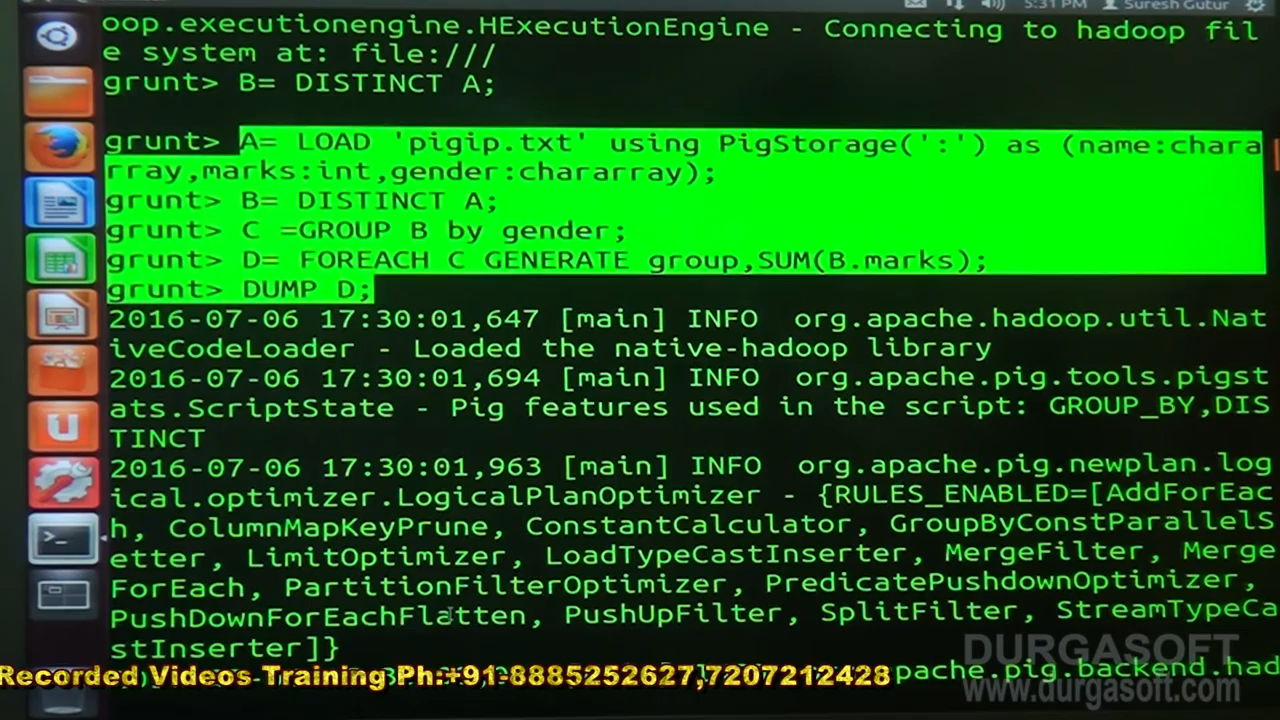 5:31 PM Suresh Gutur
oop.executionengine.HExecutionEngine - Connecting to hadoop fil
e system at: file:///
grunt> B= DISTINCT A;
grunt> A= LOAD 'pigip.txt' using PigStorage(':') as (name:chara
rray,marks:int,gender:chararray);
grunt> B= DISTINCT A;
grunt> C =GROUP B by gender;
grunt> D= FOREACH C GENERATE group,SUM(B.marks);
grunt> DUMP D;
2016-07-06 17:30:01,647 [main] INFO  org.apache.hadoop.util.Nat
iveCodeLoader - Loaded the native-hadoop library
2016-07-06 17:30:01,694 [main] INFO  org.apache.pig.tools.pigst
ats.ScriptState - Pig features used in the script: GROUP_BY,DIS
TINCT
2016-07-06 17:30:01,963 [main] INFO  org.apache.pig.newplan.log
ical.optimizer.LogicalPlanOptimizer - {RULES_ENABLED=[AddForEac
h, ColumnMapKeyPrune, ConstantCalculator, GroupByConstParallelS
etter, LimitOptimizer, LoadTypeCastInserter, MergeFilter, Merge
ForEach, PartitionFilterOptimizer, PredicatePushdownOptimizer,
PushDownForEachFlatten, PushUpFilter, SplitFilter, StreamTypeCa
stInserter]}
apache.pig.backend.had
Recorded Videos Training Ph:+91-8885252627,7207212428
DURGASOFT
www.durgasoft.com